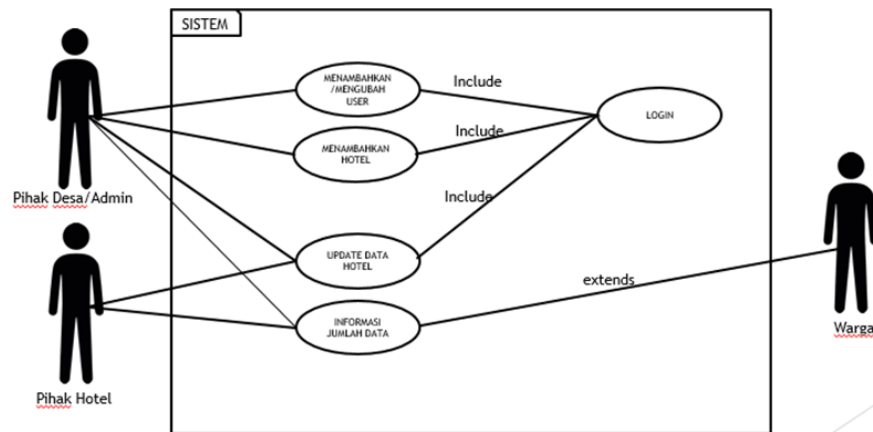 SISTEM
MENAMBAHKAN
/MENGUBAH
USER
Include
LOGIN
Include
MENAMBAHKAN
HOTEL
Pihak Desa/Admin
Include
UPDATE DATA
HOTEL
extends
INFORMASI
JUMLAH DATA
Warga
Pihak Hotel